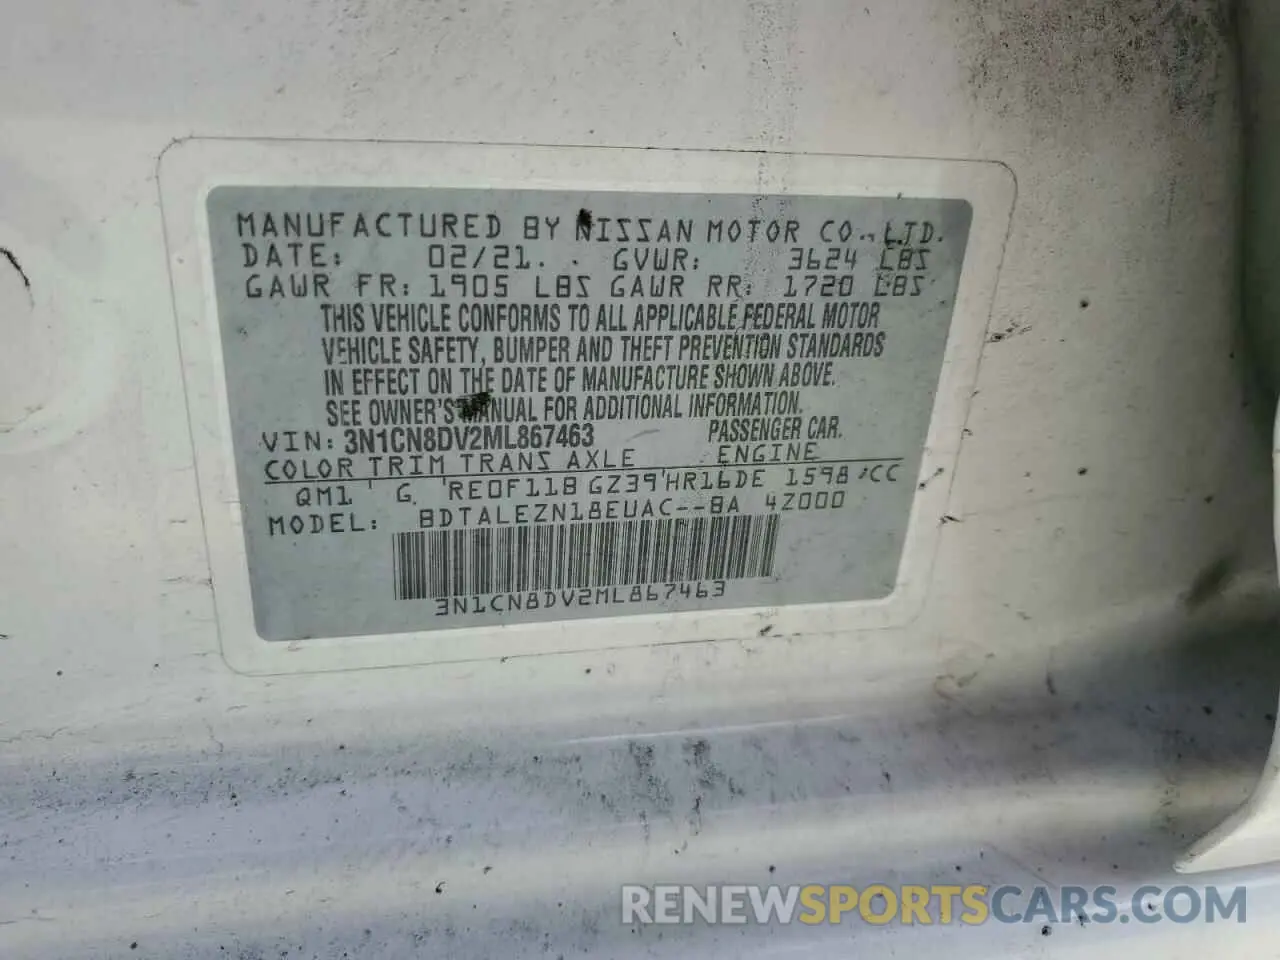 MANUFACTURED BY NISSAN MOTOR CO., LTD.
DATE: 02/21 GVWR: 3624 LBS
GAWR FR: 1905 LBS GAWR RR: 1720 LBS
THIS VEHICLE CONFORMS TO ALL APPLICABLE FEDERAL MOTOR
VEHICLE SAFETY, BUMPER AND THEFT PREVENTION STANDARDS
IN EFFECT ON THE DATE OF MANUFACTURE SHOWN ABOVE.
SEE OWNER'S MANUAL FOR ADDITIONAL INFORMATION.
VIN: 3N1CN8DV2ML867463 PASSENGER CAR.
COLOR TRIM TRANS AXLE ENGINE
QM1 G RE0F11B GZ39 HR16DE 1598 CC
MODEL: BDTALEZN18EUAC--BA 4Z000
3N1CN8DV2ML867463
RENEWSPORTSCARS.COM